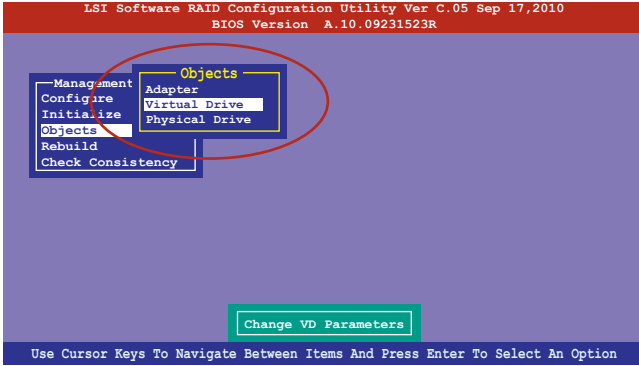 LSI Software RAID Configuration Utility Ver C.05 Sep 17,2010
BIOS Version A.10.09231523R
Management
Configure
Initialize
Objects
Rebuild
Check Consistency
Objects
Adapter
Virtual Drive
Physical Drive
Change VD Parameters
Use Cursor Keys To Navigate Between Items And Press Enter To Select An Option